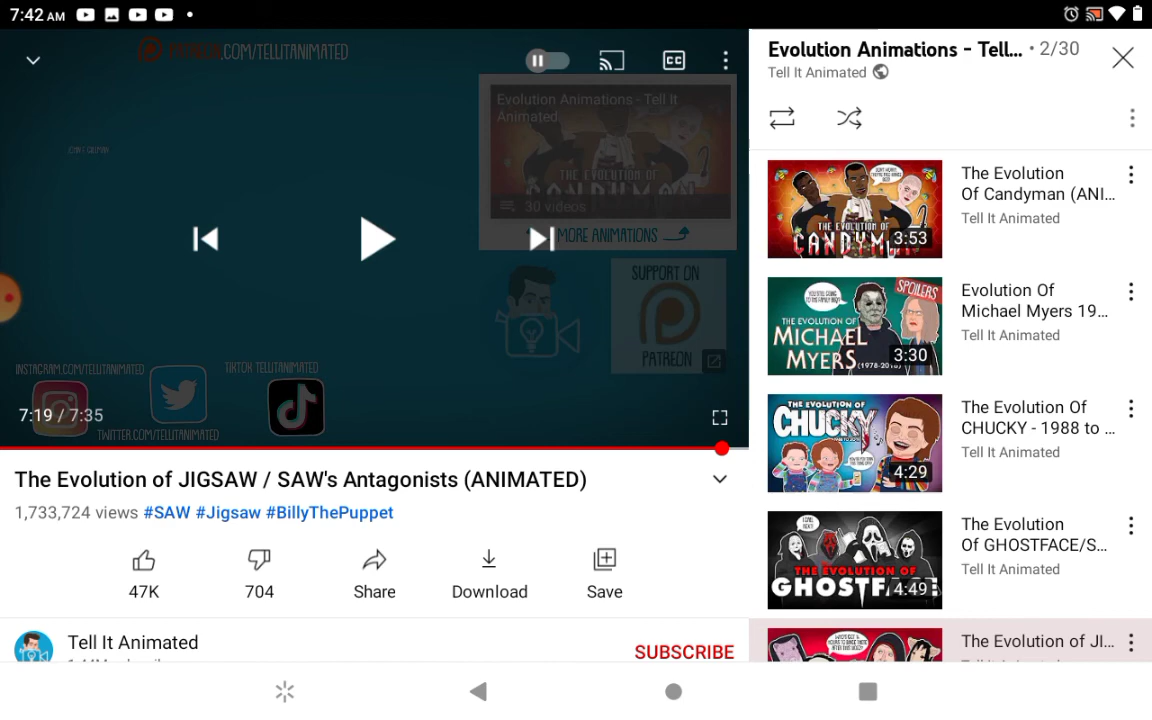 7:42 AM
PATREON.COM/TELLITANIMATED
CC
Evolution Animations - Tell It
Animated
THE EVOLUTION OF
CANDYMAN
30 videos
MORE ANIMATIONS
SUPPORT ON
PATREON
INSTAGRAM.COM/TELLITANIMATED
TIKTOK TELLITANIMATED
TWITTER.COM/TELLITANIMATED
7:19 / 7:35
The Evolution of JIGSAW / SAW's Antagonists (ANIMATED)
1,733,724 views #SAW #Jigsaw #BillyThePuppet
47K
704
Share
Download
Save
Tell It Animated
SUBSCRIBE
Evolution Animations - Tell... • 2/30
Tell It Animated
THE EVOLUTION OF
CANDYMAN
3:53
The Evolution
Of Candyman (ANI...
Tell It Animated
SPOILERS
THE EVOLUTION OF
MICHAEL
MYERS
3:30
Evolution Of
Michael Myers 19...
Tell It Animated
THE EVOLUTION OF
CHUCKY
4:29
The Evolution Of
CHUCKY - 1988 to ...
Tell It Animated
THE EVOLUTION OF
GHOSTFACE
4:49
The Evolution
Of GHOSTFACE/S...
Tell It Animated
The Evolution of JI...